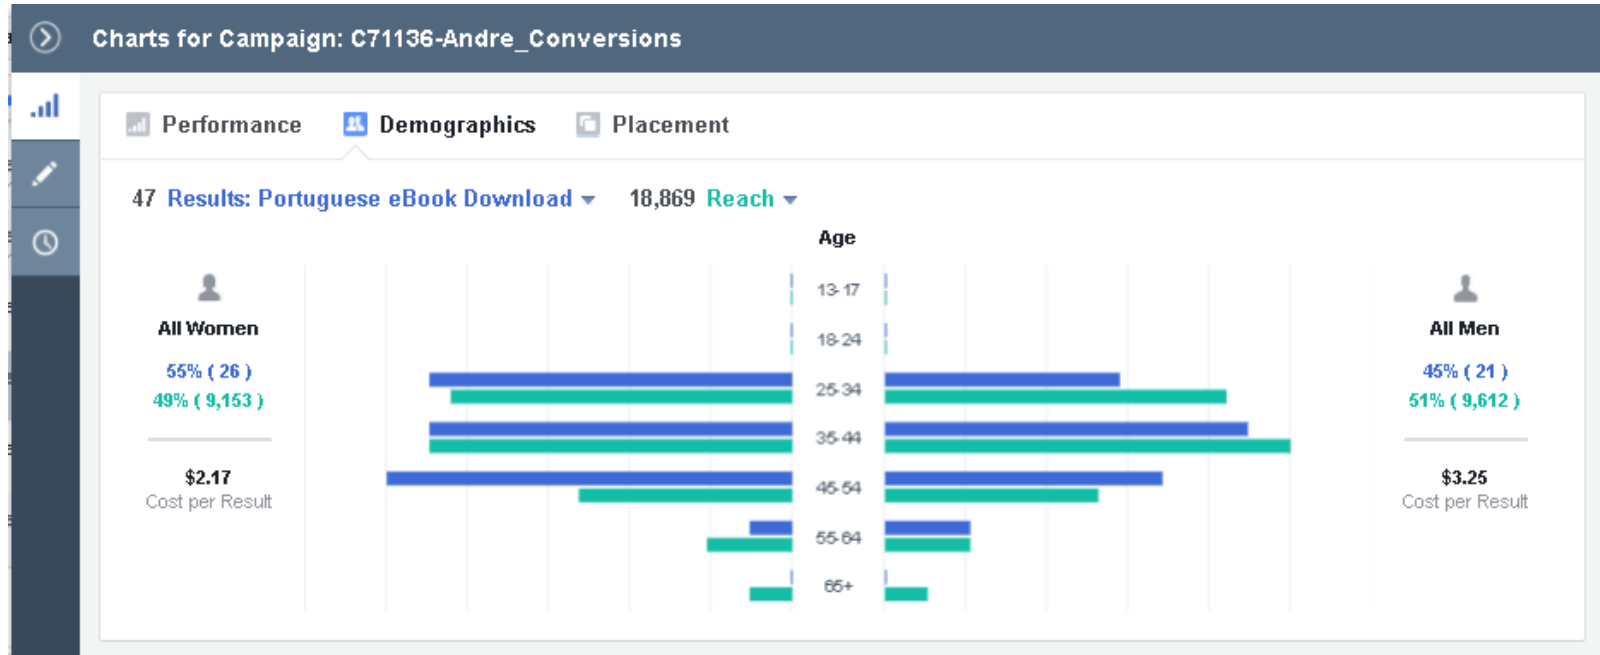 Charts for Campaign: C71136-Andre_Conversions
Performance Demographics Placement
47 Results: Portuguese eBook Download 18,869 Reach
Age
All Women
55% ( 26 )
49% ( 9,153 )
$2.17
Cost per Result
13-17
18-24
25-34
35-44
45-54
55-64
65+
All Men
45% ( 21 )
51% ( 9,612 )
$3.25
Cost per Result